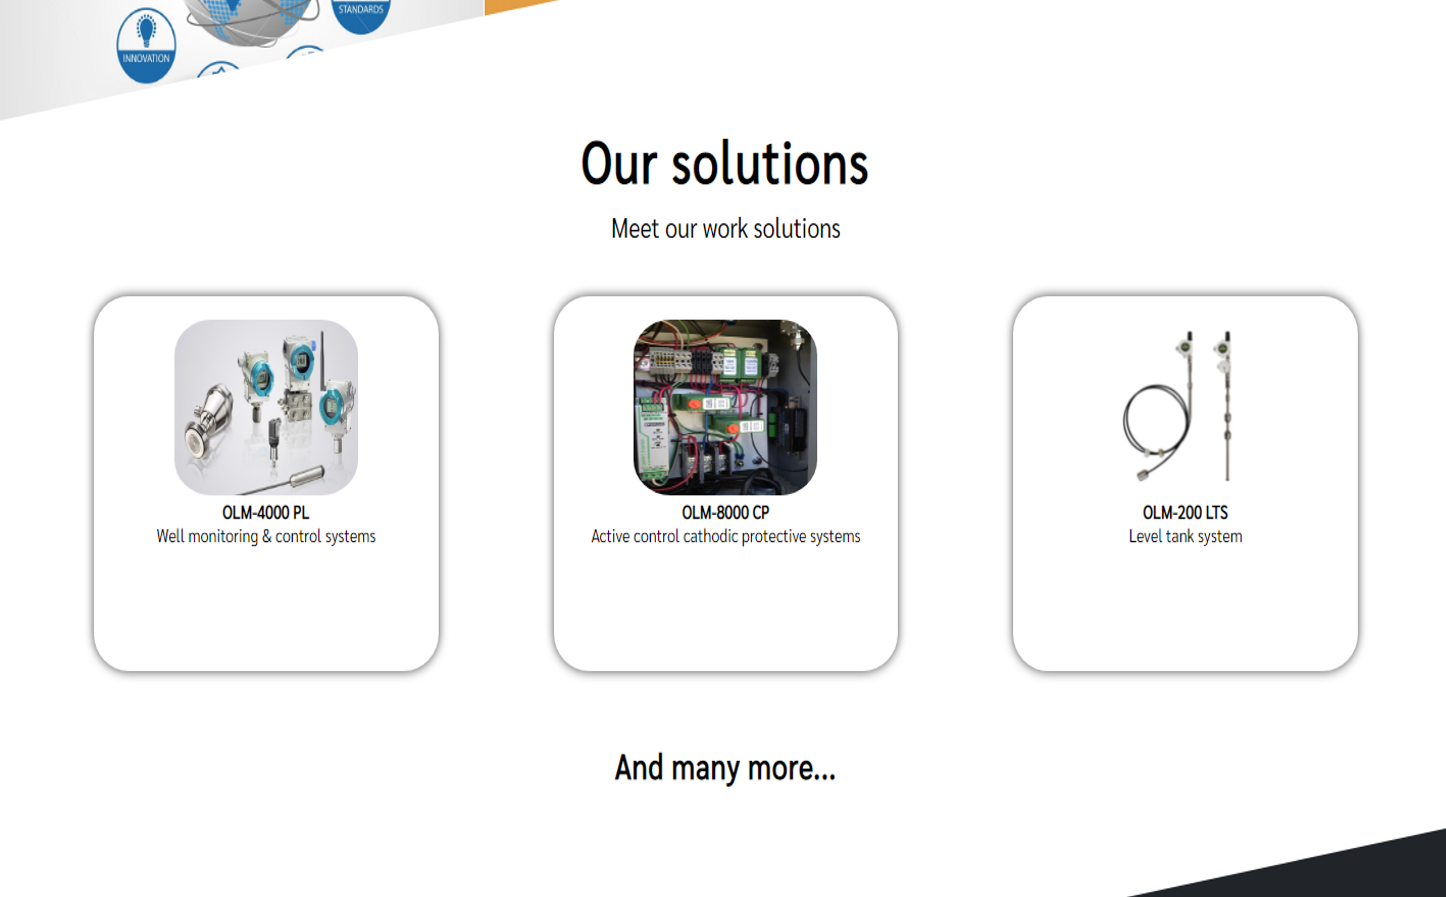 STANDARDS
INNOVATION
Our solutions
Meet our work solutions
OLM-4000 PL
Well monitoring & control systems
OLM-8000 CP
Active control cathodic protective systems
OLM-200 LTS
Level tank system
And many more...